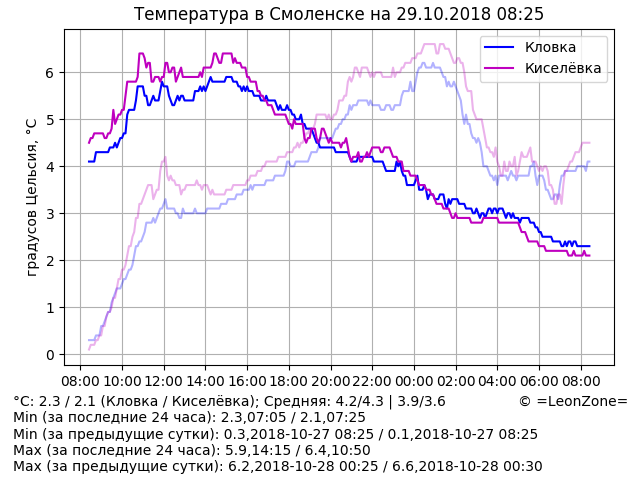 Температура в Смоленске на 29.10.2018 08:25
градусов Цельсия, °C
6
5
4
3
2
1
0
Кловка
Киселёвка
08:00 10:00 12:00 14:00 16:00 18:00 20:00 22:00 00:00 02:00 04:00 06:00 08:00
°C: 2.3 / 2.1 (Кловка / Киселёвка); Средняя: 4.2/4.3 | 3.9/3.6 © =LeonZone=
Min (за последние 24 часа): 2.3,07:05 / 2.1,07:25
Min (за предыдущие сутки): 0.3,2018-10-27 08:25 / 0.1,2018-10-27 08:25
Max (за последние 24 часа): 5.9,14:15 / 6.4,10:50
Max (за предыдущие сутки): 6.2,2018-10-28 00:25 / 6.6,2018-10-28 00:30